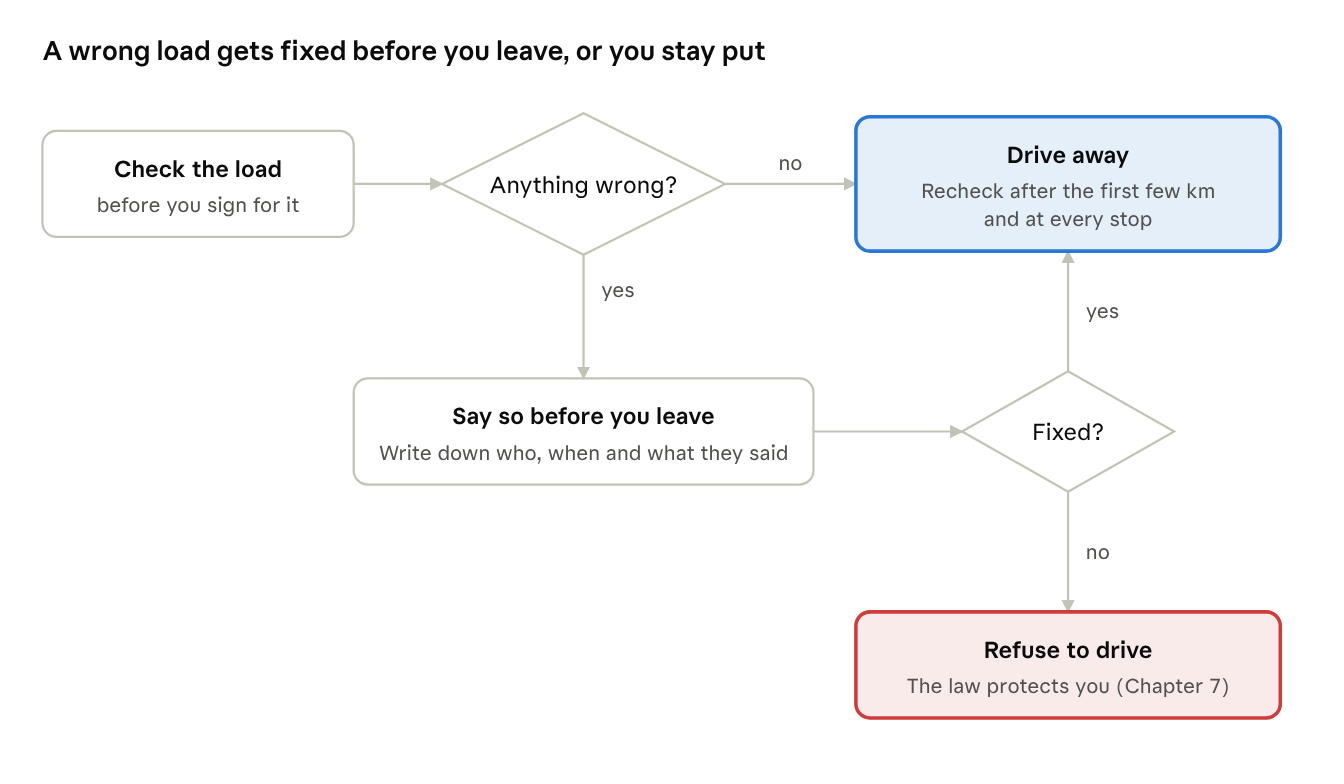 A wrong load gets fixed before you leave, or you stay put
Check the load
before you sign for it
Anything wrong?
no
Drive away
Recheck after the first few km
and at every stop
yes
yes
Say so before you leave
Write down who, when and what they said
Fixed?
no
Refuse to drive
The law protects you (Chapter 7)